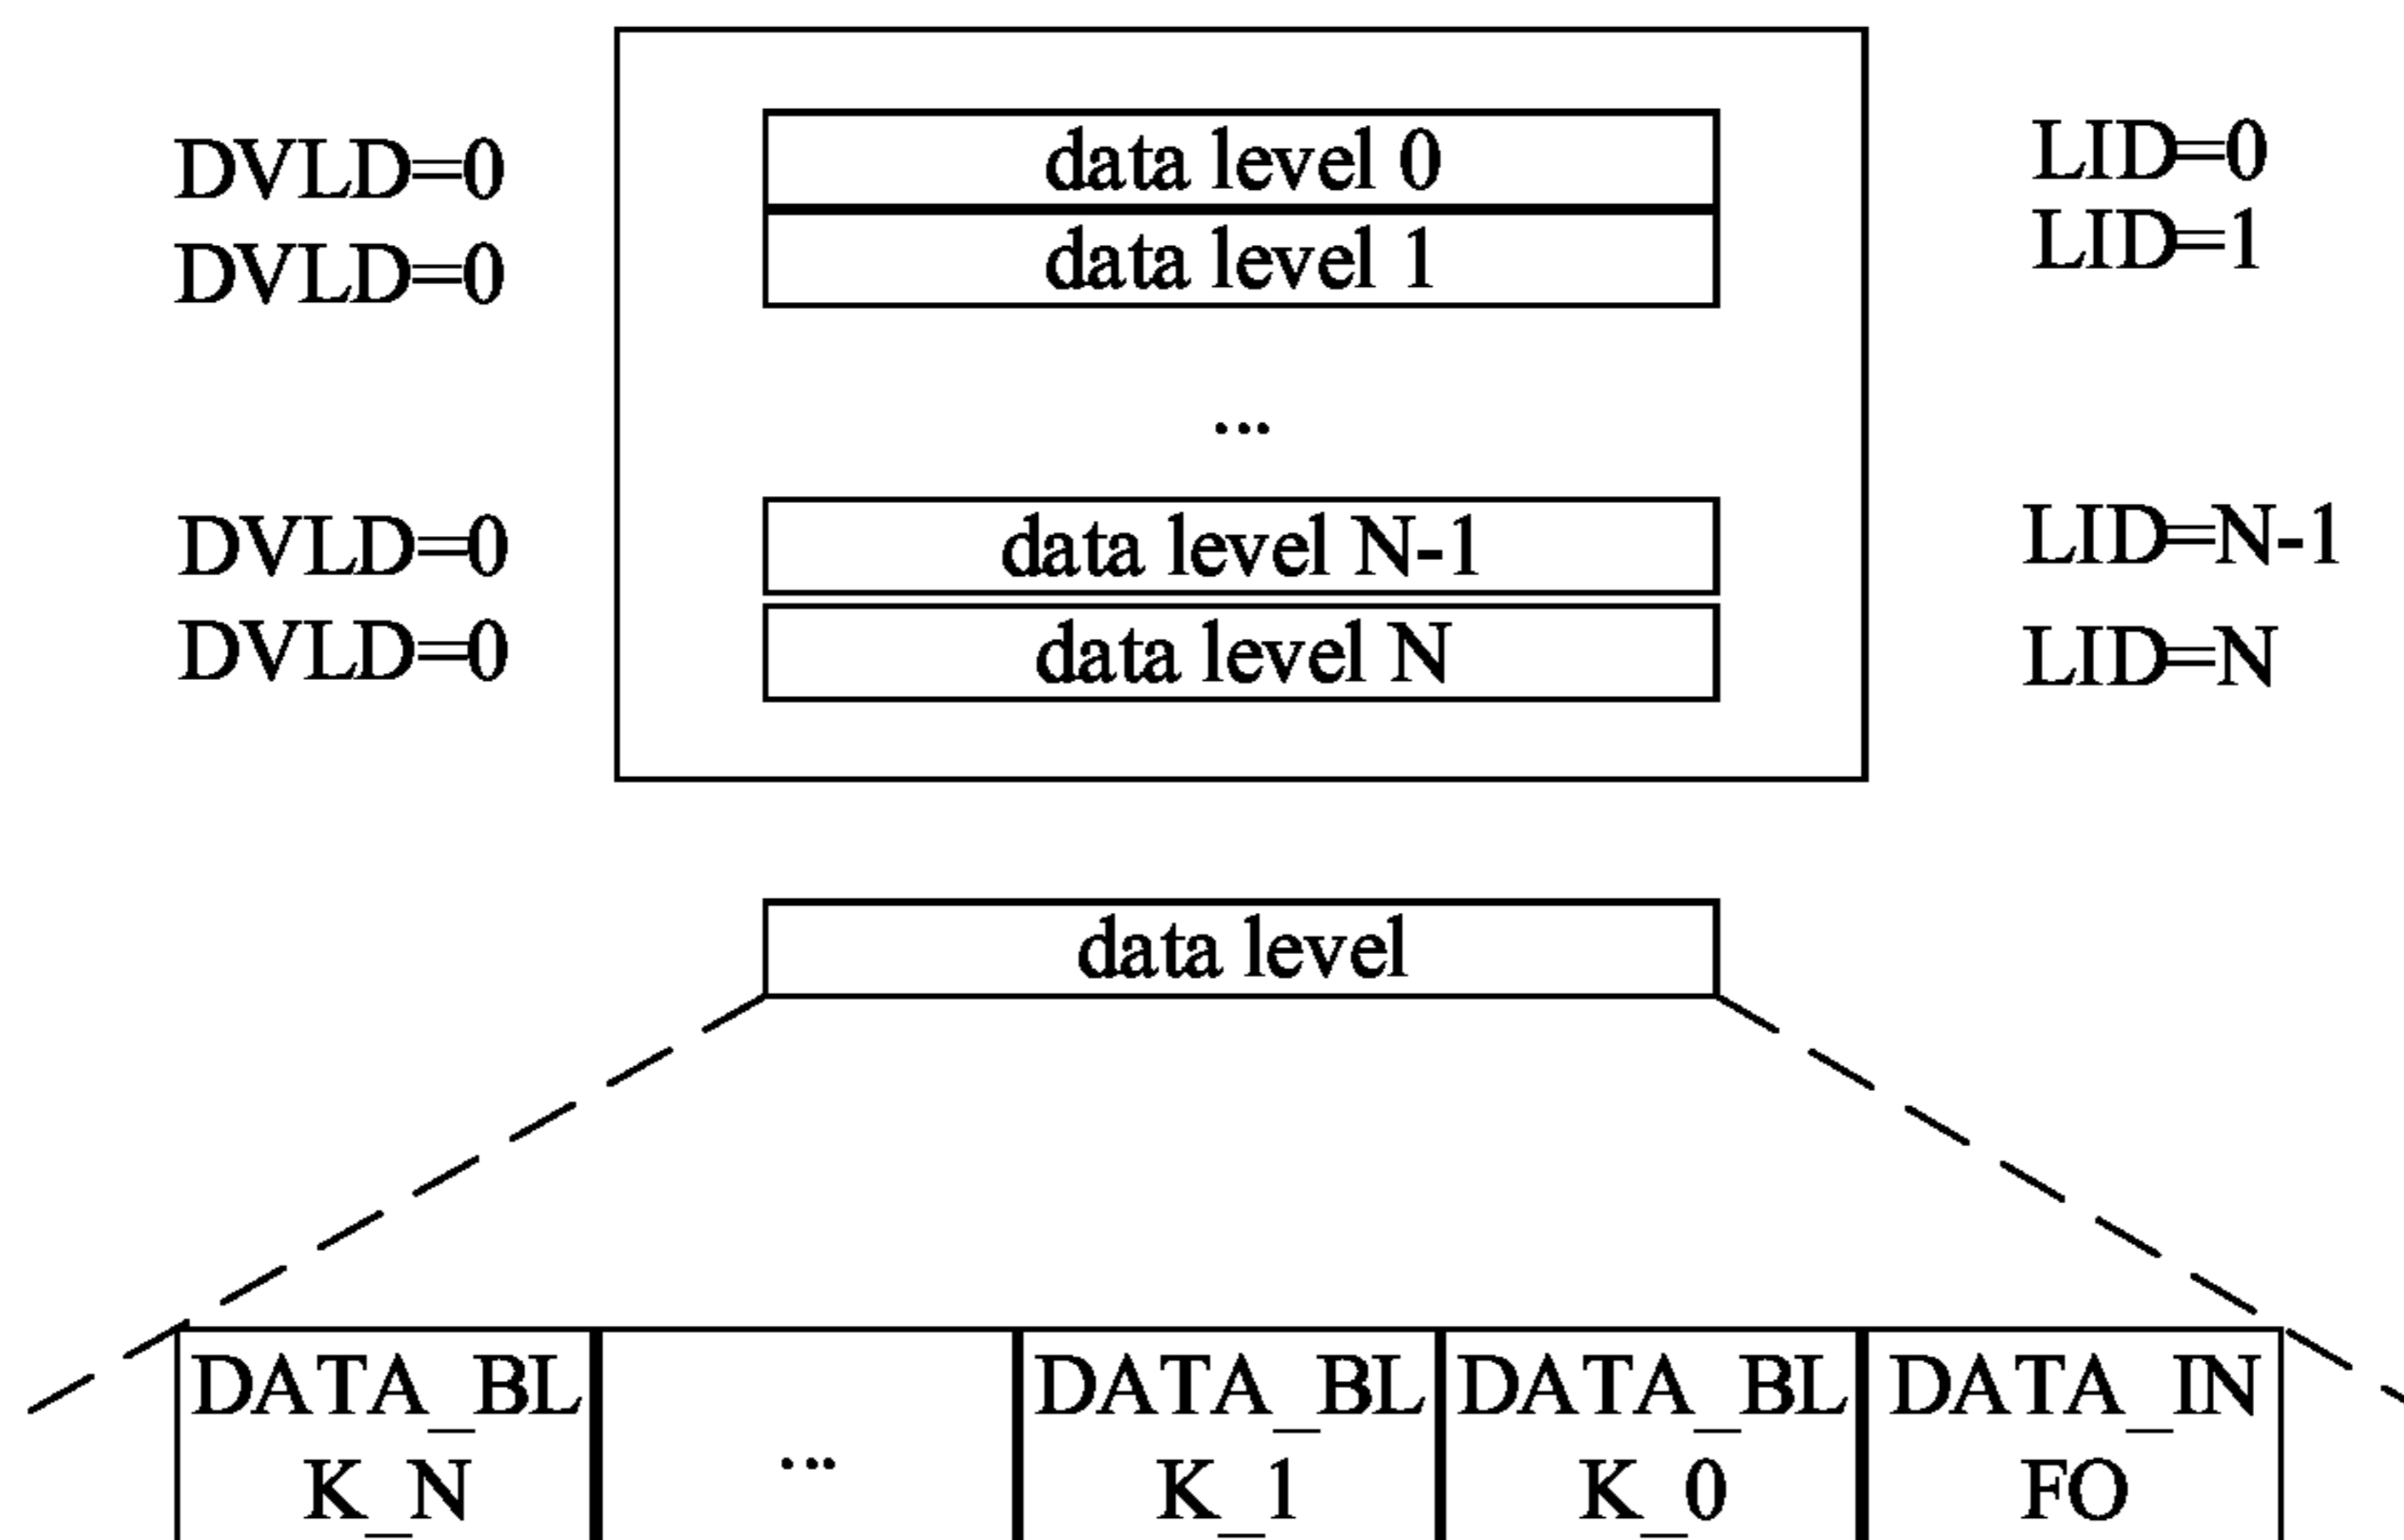 DVLD=0 data level 0 LID=0
DVLD=0 data level 1 LID=1
...
DVLD=0 data level N-1 LID=N-1
DVLD=0 data level N LID=N
data level
DATA_BL ... DATA_BL DATA_BL DATA_IN
K_N K_1 K_0 FO